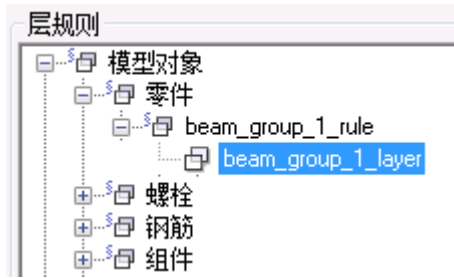 层规则
模型对象
零件
beam_group_1_rule
beam_group_1_layer
螺栓
钢筋
组件